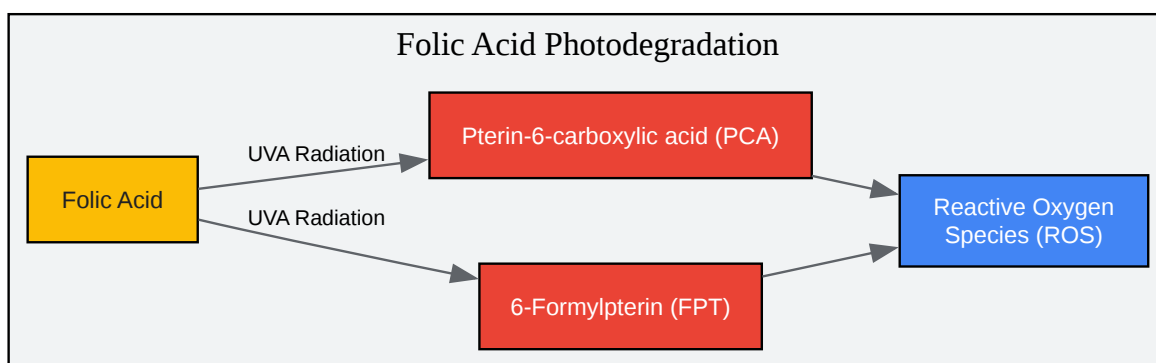 Folic Acid Photodegradation
Pterin-6-carboxylic acid (PCA)
UVA Radiation
Folic Acid
UVA Radiation
Reactive Oxygen
Species (ROS)
6-Formylpterin (FPT)